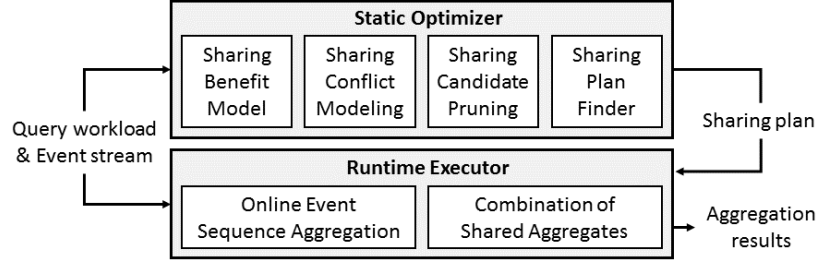 Static Optimizer
Sharing
Benefit
Model
Sharing
Conflict
Modeling
Sharing
Candidate
Pruning
Sharing
Plan
Finder
Query workload
& Event stream
Sharing plan
Runtime Executor
Online Event
Sequence Aggregation
Combination of
Shared Aggregates
Aggregation
results